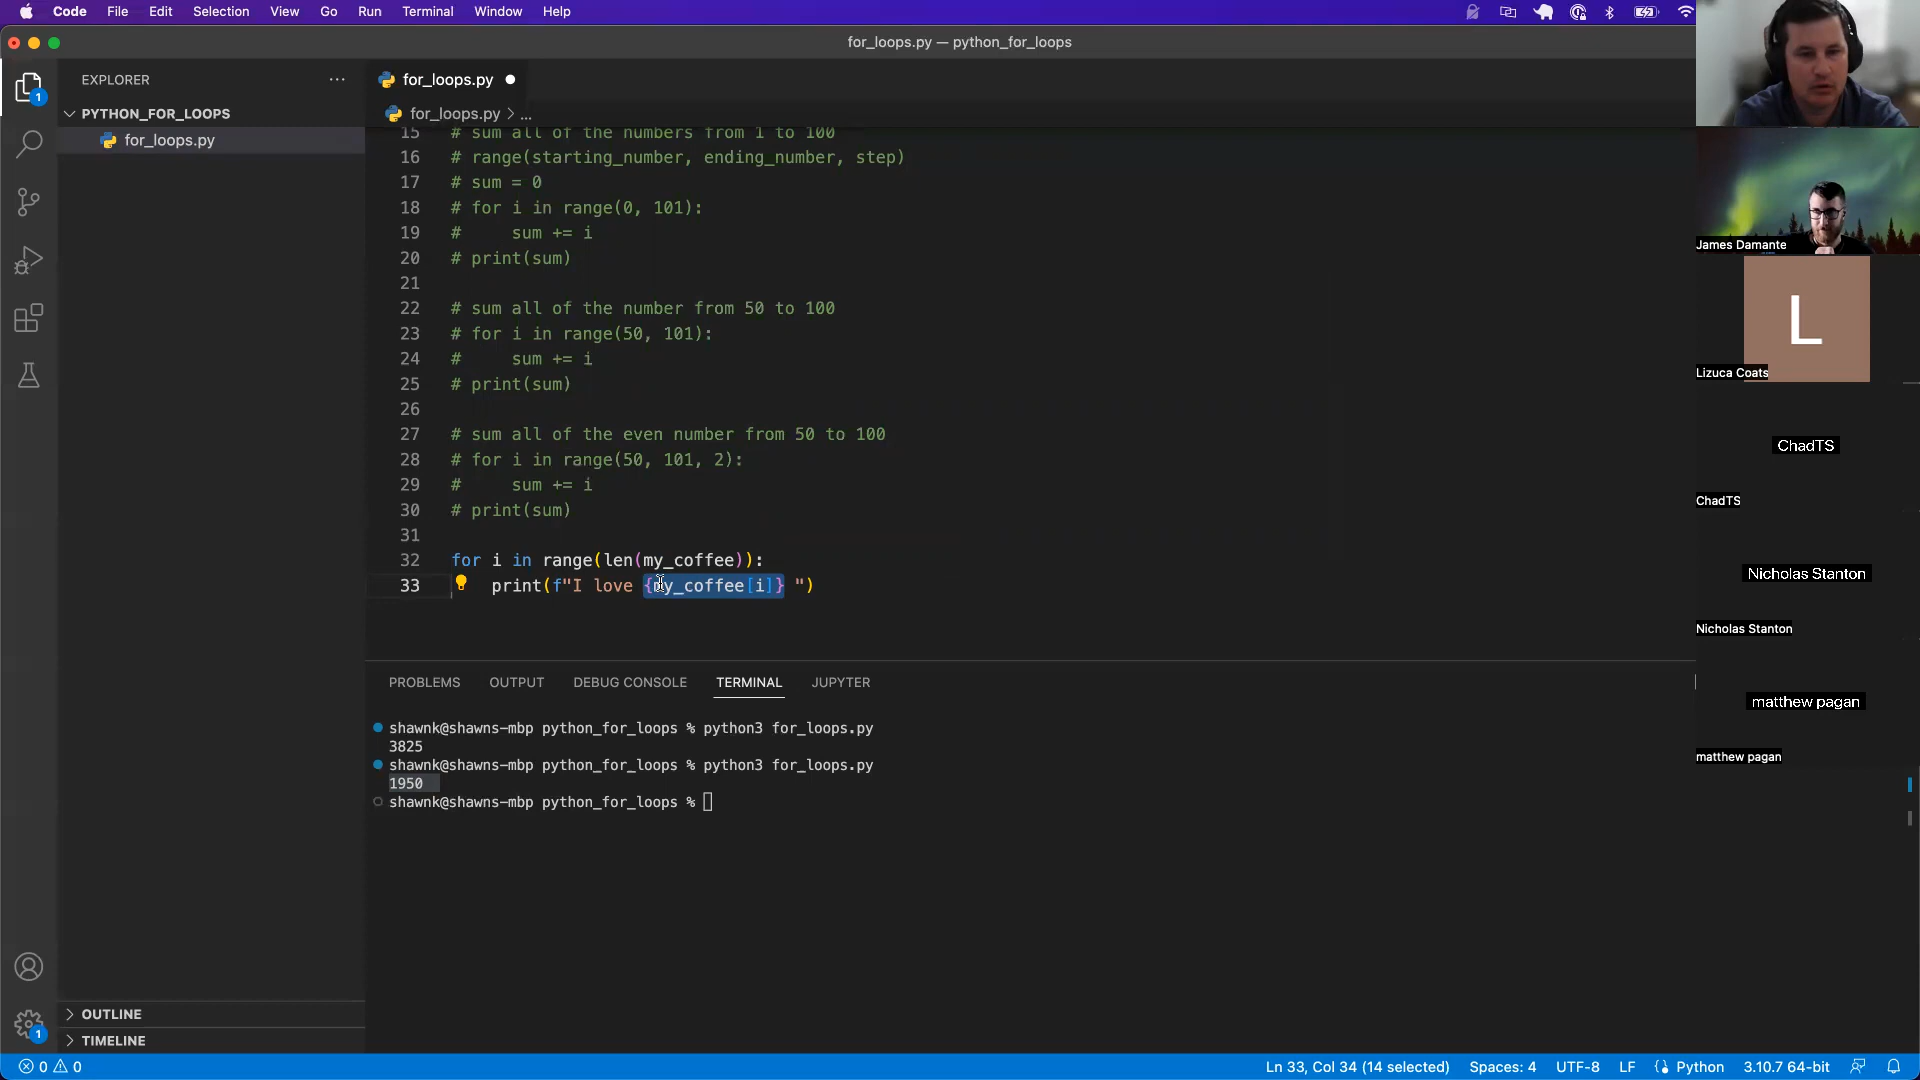 Code File Edit Selection View Go Run Terminal Window Help
for_loops.py — python_for_loops
EXPLORER
PYTHON_FOR_LOOPS
for_loops.py
1
for_loops.py
for_loops.py > ...
15 # sum all of the numbers from 1 to 100
16 # range(starting_number, ending_number, step)
17 # sum = 0
18 # for i in range(0, 101):
19 #     sum += i
20 # print(sum)
21
22 # sum all of the number from 50 to 100
23 # for i in range(50, 101):
24 #     sum += i
25 # print(sum)
26
27 # sum all of the even number from 50 to 100
28 # for i in range(50, 101, 2):
29 #     sum += i
30 # print(sum)
31
32 for i in range(len(my_coffee)):
33     print(f"I love {my_coffee[i]} ")
PROBLEMS OUTPUT DEBUG CONSOLE TERMINAL JUPYTER
shawnk@shawns-mbp python_for_loops % python3 for_loops.py
3825
shawnk@shawns-mbp python_for_loops % python3 for_loops.py
1950
shawnk@shawns-mbp python_for_loops %
James Damante
L
Lizuca Coats
ChadTS
ChadTS
Nicholas Stanton
Nicholas Stanton
matthew pagan
matthew pagan
OUTLINE
1
TIMELINE
0 0
Ln 33, Col 34 (14 selected) Spaces: 4 UTF-8 LF Python 3.10.7 64-bit